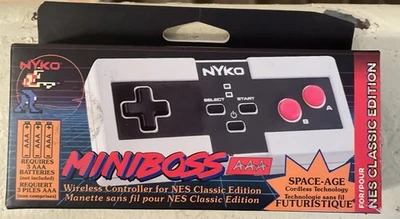 NYKO
NYKO
SELECT START
B
A
AAA AAA AAA
REQUIRES
3 AAA
BATTERIES
(not included)
REQUIERT
3 PILES AAA
(non incluses)
MINIBOSS AAA
Wireless Controller for NES Classic Edition
Manette sans fil pour NES Classic Edition
SPACE-AGE
Cordless Technology
Technologie sans fil
FUTURISTIQUE
FOR/POUR
NES CLASSIC EDITION